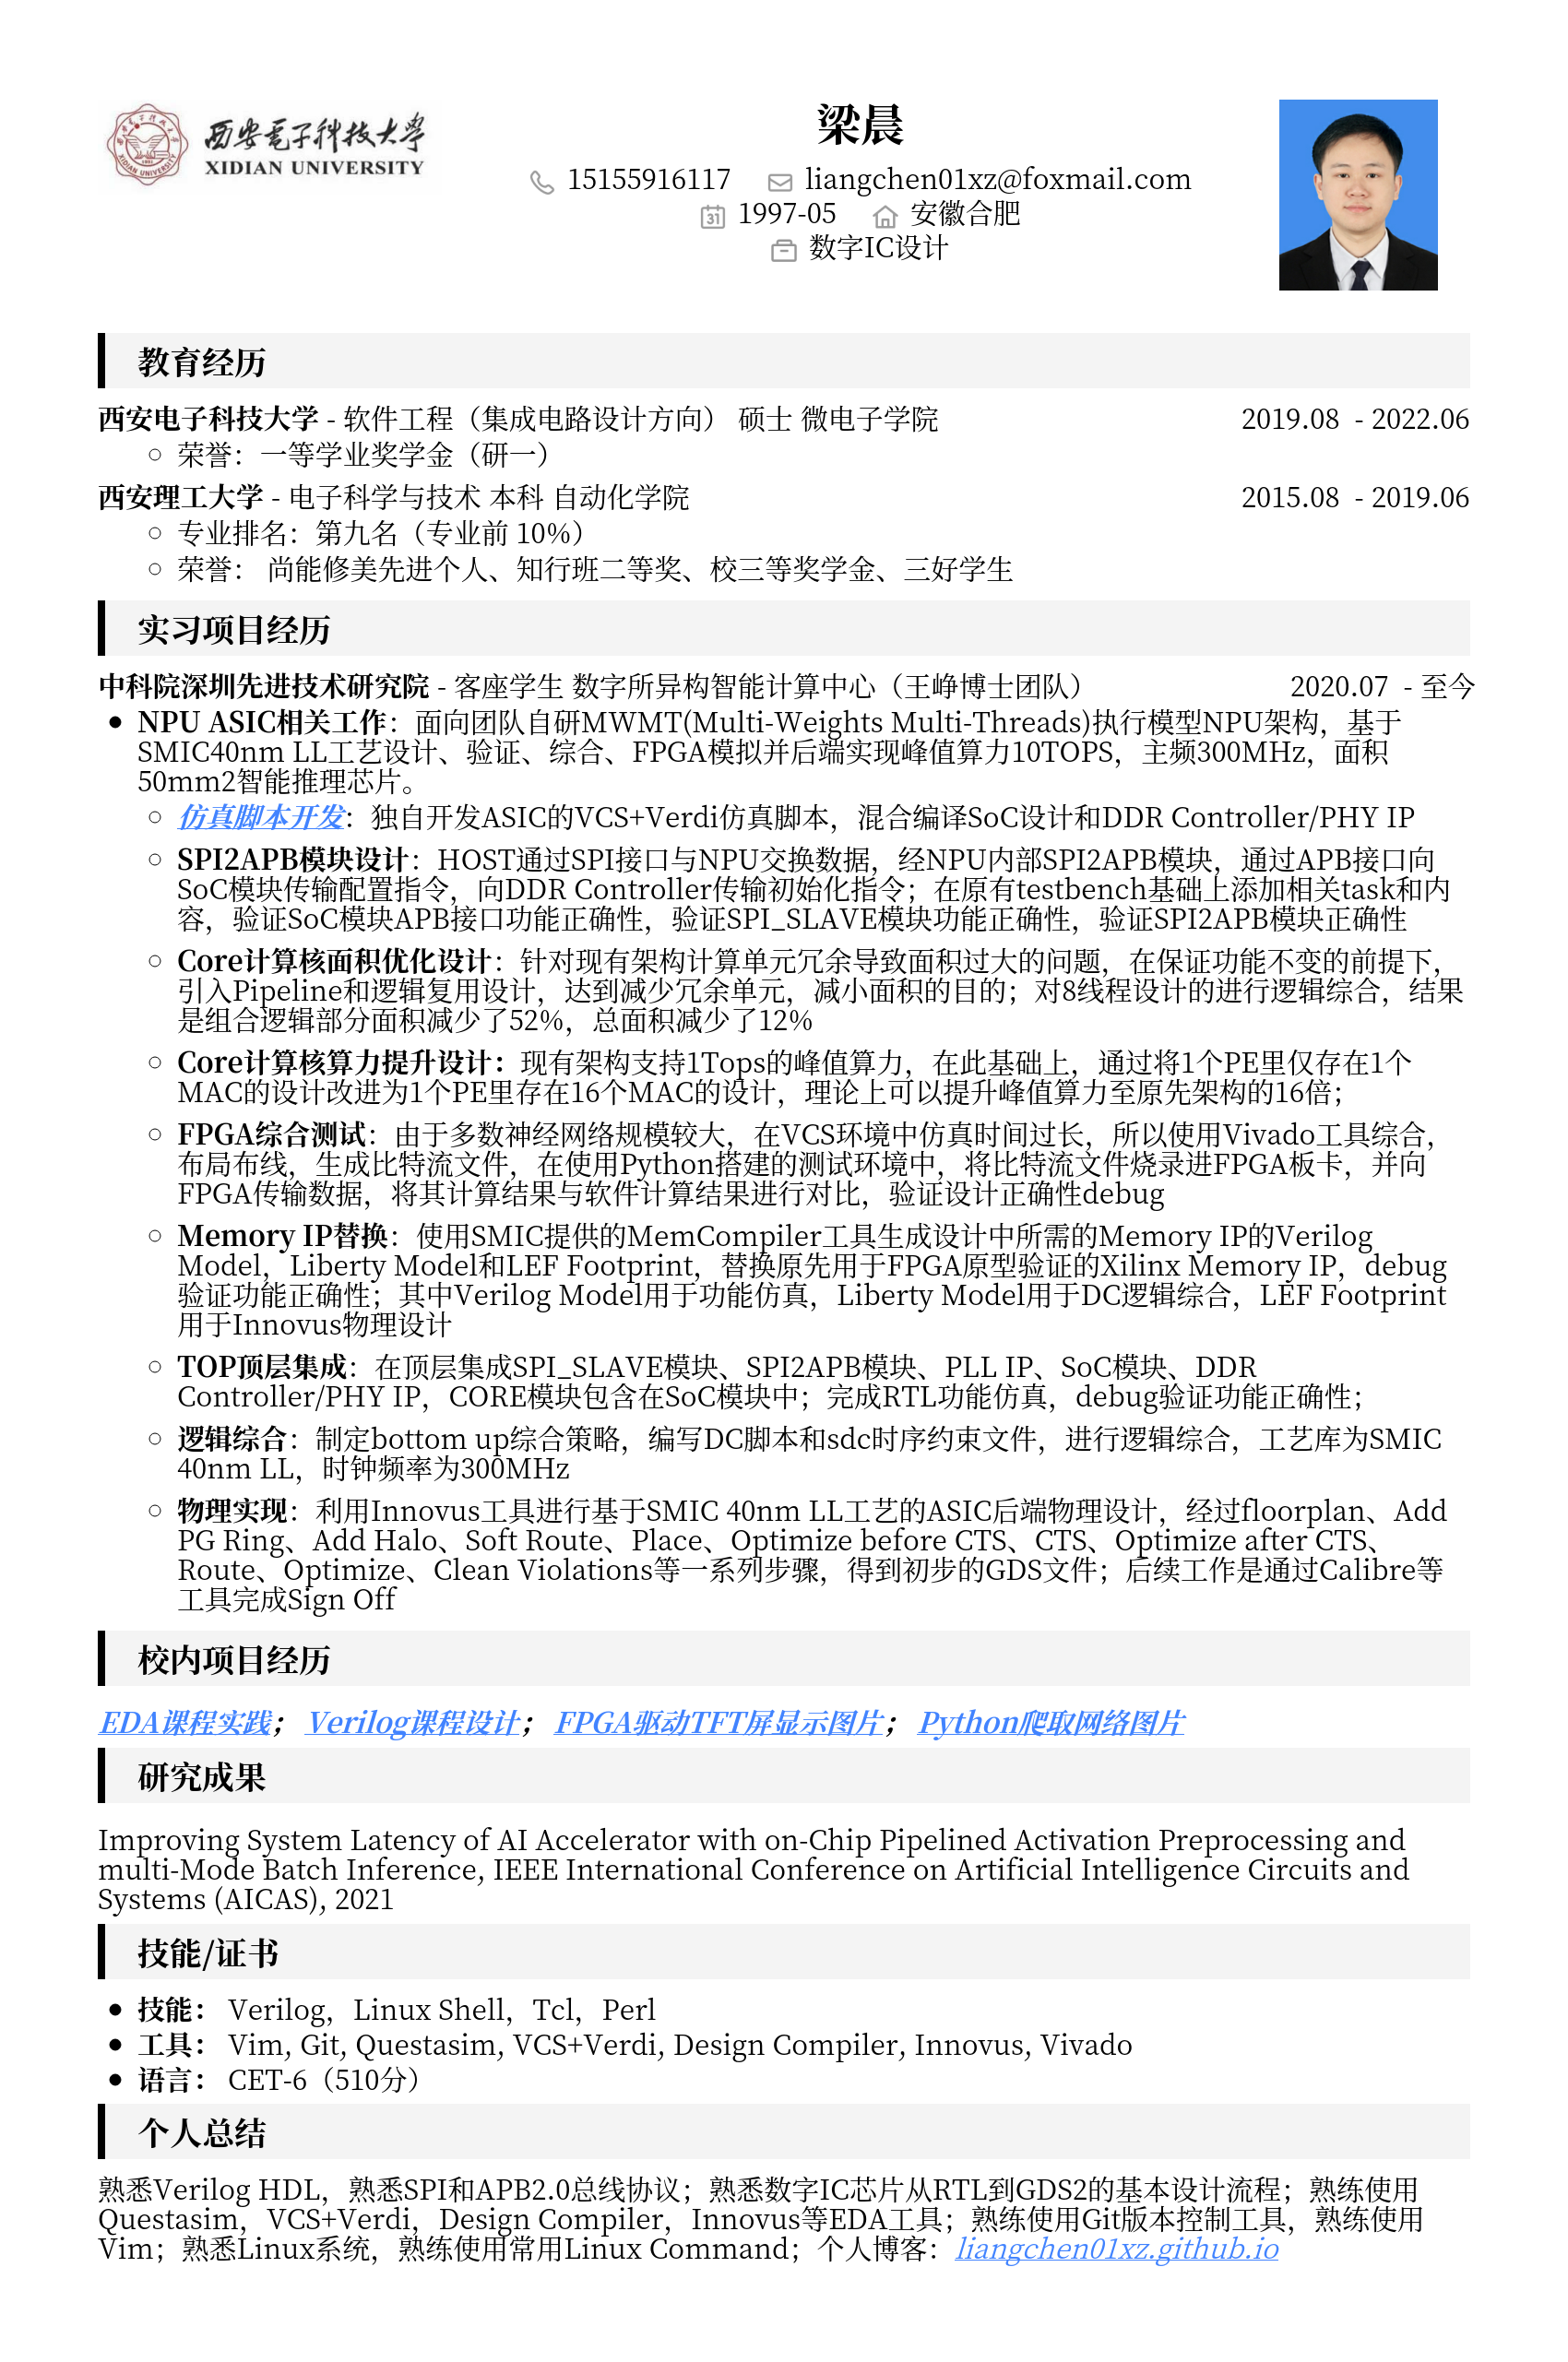 西安電子科技大学
XIDIAN UNIVERSITY
梁晨
15155916117 liangchen01xz@foxmail.com
31 1997-05 安徽合肥
数字IC设计
教育经历
西安电子科技大学 - 软件工程（集成电路设计方向） 硕士 微电子学院 2019.08 - 2022.06
荣誉：一等学业奖学金（研一）
西安理工大学 - 电子科学与技术 本科 自动化学院 2015.08 - 2019.06
专业排名：第九名（专业前 10%）
荣誉： 尚能修美先进个人、知行班二等奖、校三等奖学金、三好学生
实习项目经历
中科院深圳先进技术研究院 - 客座学生 数字所异构智能计算中心（王峥博士团队） 2020.07 - 至今
NPU ASIC相关工作：面向团队自研MWMT(Multi-Weights Multi-Threads)执行模型NPU架构，基于
SMIC40nm LL工艺设计、验证、综合、FPGA模拟并后端实现峰值算力10TOPS，主频300MHz，面积
50mm2智能推理芯片。
仿真脚本开发：独自开发ASIC的VCS+Verdi仿真脚本，混合编译SoC设计和DDR Controller/PHY IP
SPI2APB模块设计：HOST通过SPI接口与NPU交换数据，经NPU内部SPI2APB模块，通过APB接口向
SoC模块传输配置指令，向DDR Controller传输初始化指令；在原有testbench基础上添加相关task和内
容，验证SoC模块APB接口功能正确性，验证SPI_SLAVE模块功能正确性，验证SPI2APB模块正确性
Core计算核面积优化设计：针对现有架构计算单元冗余导致面积过大的问题，在保证功能不变的前提下，
引入Pipeline和逻辑复用设计，达到减少冗余单元，减小面积的目的；对8线程设计的进行逻辑综合，结果
是组合逻辑部分面积减少了52%，总面积减少了12%
Core计算核算力提升设计：现有架构支持1Tops的峰值算力，在此基础上，通过将1个PE里仅存在1个
MAC的设计改进为1个PE里存在16个MAC的设计，理论上可以提升峰值算力至原先架构的16倍；
FPGA综合测试：由于多数神经网络规模较大，在VCS环境中仿真时间过长，所以使用Vivado工具综合，
布局布线，生成比特流文件，在使用Python搭建的测试环境中，将比特流文件烧录进FPGA板卡，并向
FPGA传输数据，将其计算结果与软件计算结果进行对比，验证设计正确性debug
Memory IP替换：使用SMIC提供的MemCompiler工具生成设计中所需的Memory IP的Verilog
Model，Liberty Model和LEF Footprint，替换原先用于FPGA原型验证的Xilinx Memory IP，debug
验证功能正确性；其中Verilog Model用于功能仿真，Liberty Model用于DC逻辑综合，LEF Footprint
用于Innovus物理设计
TOP顶层集成：在顶层集成SPI_SLAVE模块、SPI2APB模块、PLL IP、SoC模块、DDR
Controller/PHY IP，CORE模块包含在SoC模块中；完成RTL功能仿真，debug验证功能正确性；
逻辑综合：制定bottom up综合策略，编写DC脚本和sdc时序约束文件，进行逻辑综合，工艺库为SMIC
40nm LL，时钟频率为300MHz
物理实现：利用Innovus工具进行基于SMIC 40nm LL工艺的ASIC后端物理设计，经过floorplan、Add
PG Ring、Add Halo、Soft Route、Place、Optimize before CTS、CTS、Optimize after CTS、
Route、Optimize、Clean Violations等一系列步骤，得到初步的GDS文件；后续工作是通过Calibre等
工具完成Sign Off
校内项目经历
EDA课程实践； Verilog课程设计； FPGA驱动TFT屏显示图片； Python爬取网络图片
研究成果
Improving System Latency of AI Accelerator with on-Chip Pipelined Activation Preprocessing and
multi-Mode Batch Inference, IEEE International Conference on Artificial Intelligence Circuits and
Systems (AICAS), 2021
技能/证书
技能： Verilog，Linux Shell，Tcl，Perl
工具： Vim, Git, Questasim, VCS+Verdi, Design Compiler, Innovus, Vivado
语言： CET-6（510分）
个人总结
熟悉Verilog HDL，熟悉SPI和APB2.0总线协议；熟悉数字IC芯片从RTL到GDS2的基本设计流程；熟练使用
Questasim，VCS+Verdi，Design Compiler，Innovus等EDA工具；熟练使用Git版本控制工具，熟练使用
Vim；熟悉Linux系统，熟练使用常用Linux Command；个人博客：liangchen01xz.github.io